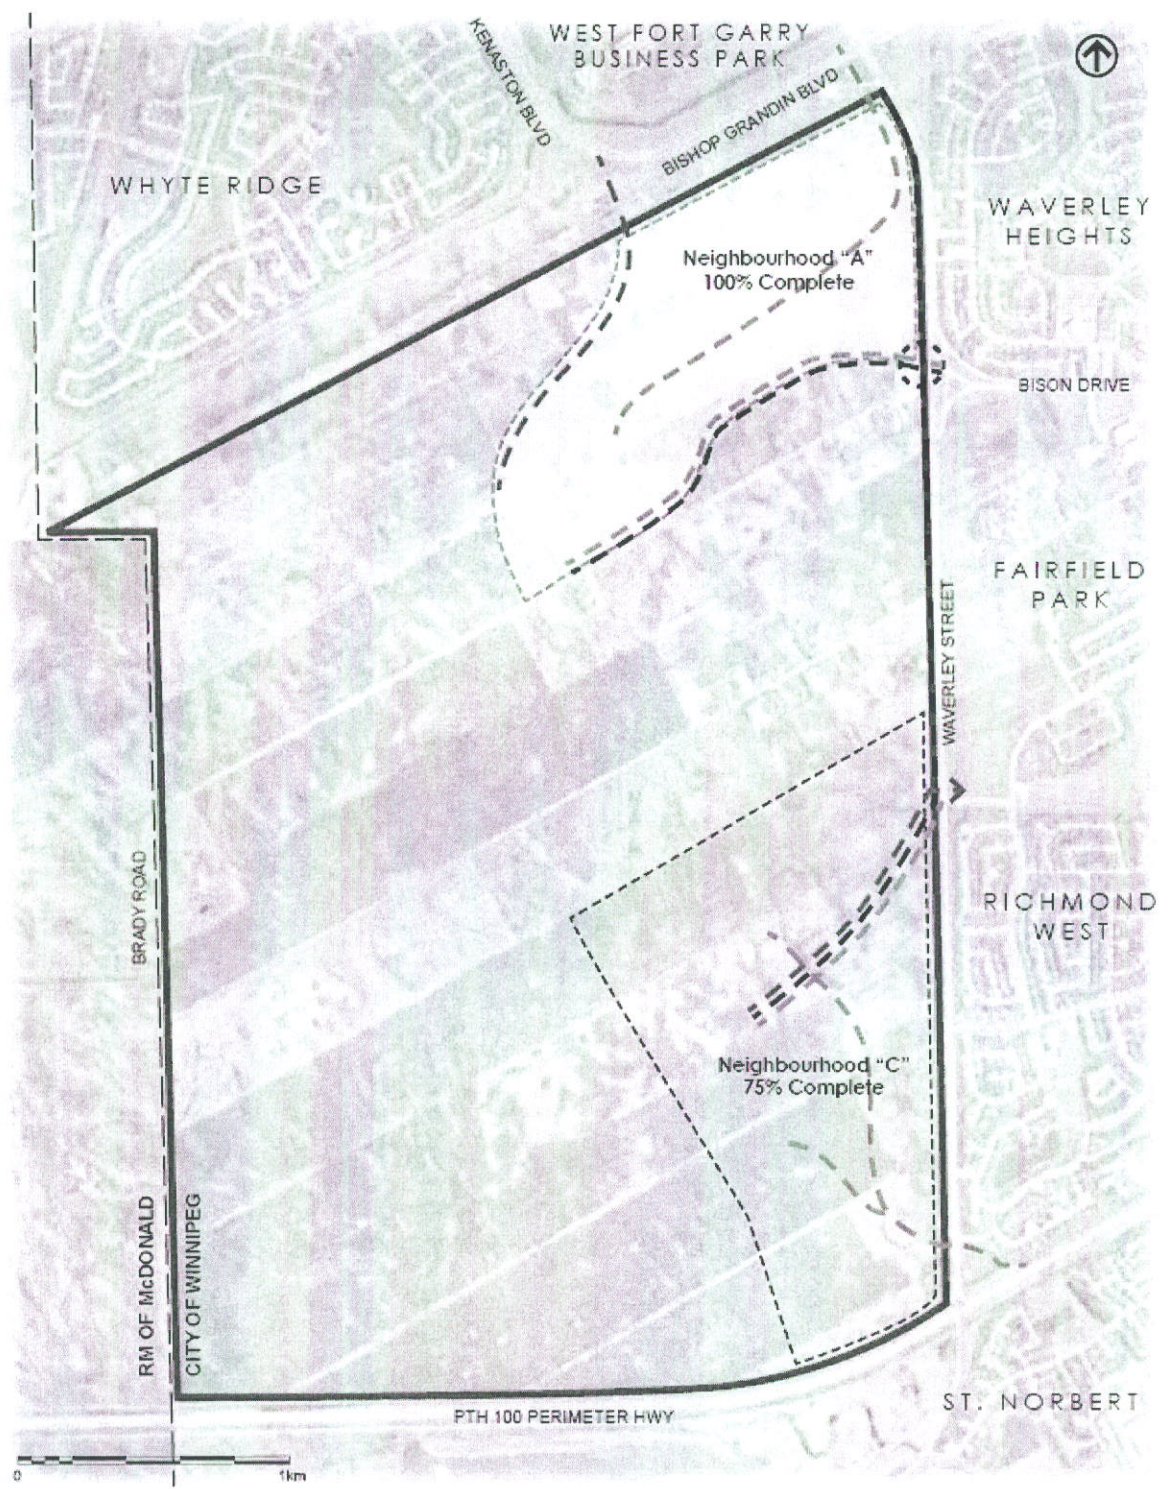 WEST FORT GARRY
BUSINESS PARK
KENASTON BLVD
BISHOP GRANDIN BLVD
WHYTE RIDGE
WAVERLEY
HEIGHTS
Neighbourhood "A"
100% Complete
BISON DRIVE
FAIRFIELD
PARK
WAVERLEY STREET
BRADY ROAD
RICHMOND
WEST
Neighbourhood "C"
75% Complete
RM OF McDONALD
CITY OF WINNIPEG
ST. NORBERT
PTH 100 PERIMETER HWY
0
1km